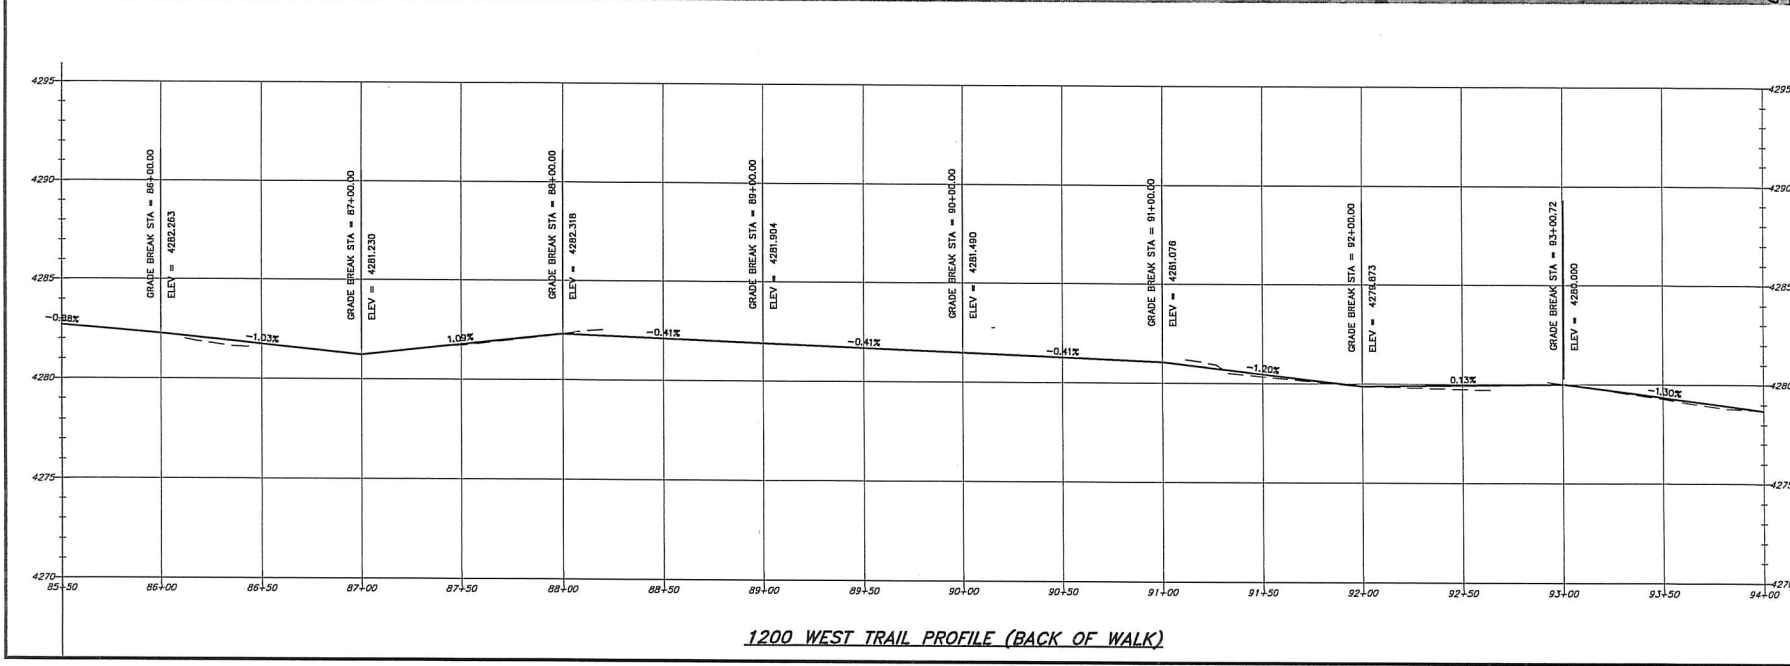 4295
4295
GRADE BREAK STA = 86+00.00
ELEV = 4282.263
GRADE BREAK STA = 87+00.00
ELEV = 4281.230
GRADE BREAK STA = 88+00.00
ELEV = 4282.318
GRADE BREAK STA = 89+00.00
ELEV = 4281.904
GRADE BREAK STA = 90+00.00
ELEV = 4281.490
GRADE BREAK STA = 91+00.00
ELEV = 4281.076
GRADE BREAK STA = 92+00.00
ELEV = 4279.873
GRADE BREAK STA = 93+00.72
ELEV = 4280.000
4290
4290
4285
4285
-0.88%
-1.03%
1.09%
-0.41%
-0.41%
-0.41%
-1.20%
0.13%
-1.30%
4280
4280
4275
4275
4270
4270
85+50 86+00 86+50 87+00 87+50 88+00 88+50 89+00 89+50 90+00 90+50 91+00 91+50 92+00 92+50 93+00 93+50 94+00
1200 WEST TRAIL PROFILE (BACK OF WALK)